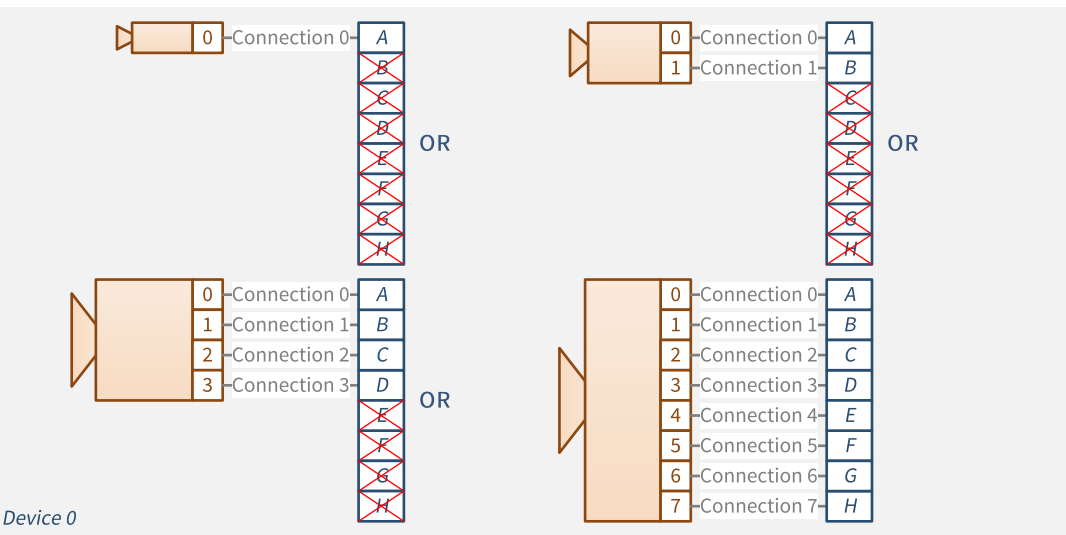 0 Connection 0 A
B
C
D
E
F
G
H
OR
0 Connection 0 A
1 Connection 1 B
C
D
E
F
G
H
OR
0 Connection 0 A
1 Connection 1 B
2 Connection 2 C
3 Connection 3 D
E
F
G
H
OR
0 Connection 0 A
1 Connection 1 B
2 Connection 2 C
3 Connection 3 D
4 Connection 4 E
5 Connection 5 F
6 Connection 6 G
7 Connection 7 H
Device 0